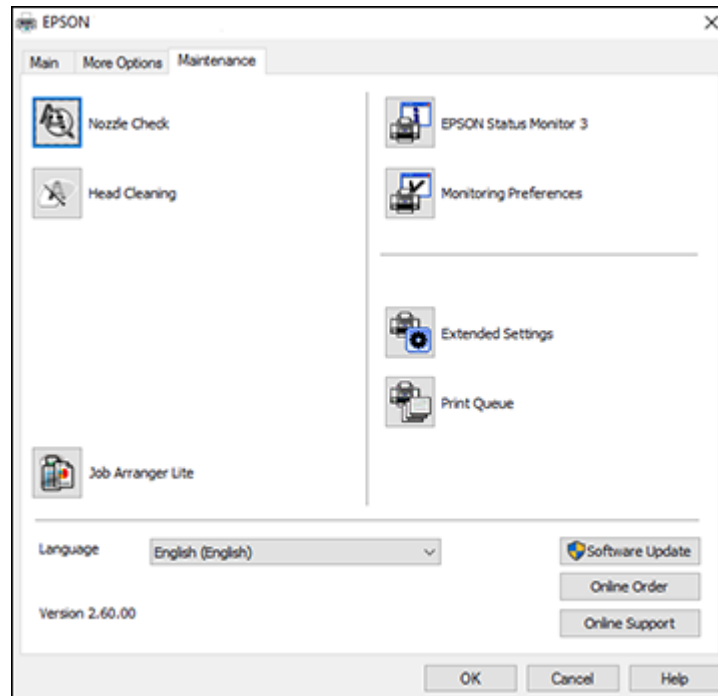 EPSON
Main More Options Maintenance
Nozzle Check
EPSON Status Monitor 3
Head Cleaning
Monitoring Preferences
Extended Settings
Print Queue
Job Arranger Lite
Language English (English)
Software Update
Online Order
Version 2.60.00
Online Support
OK Cancel Help